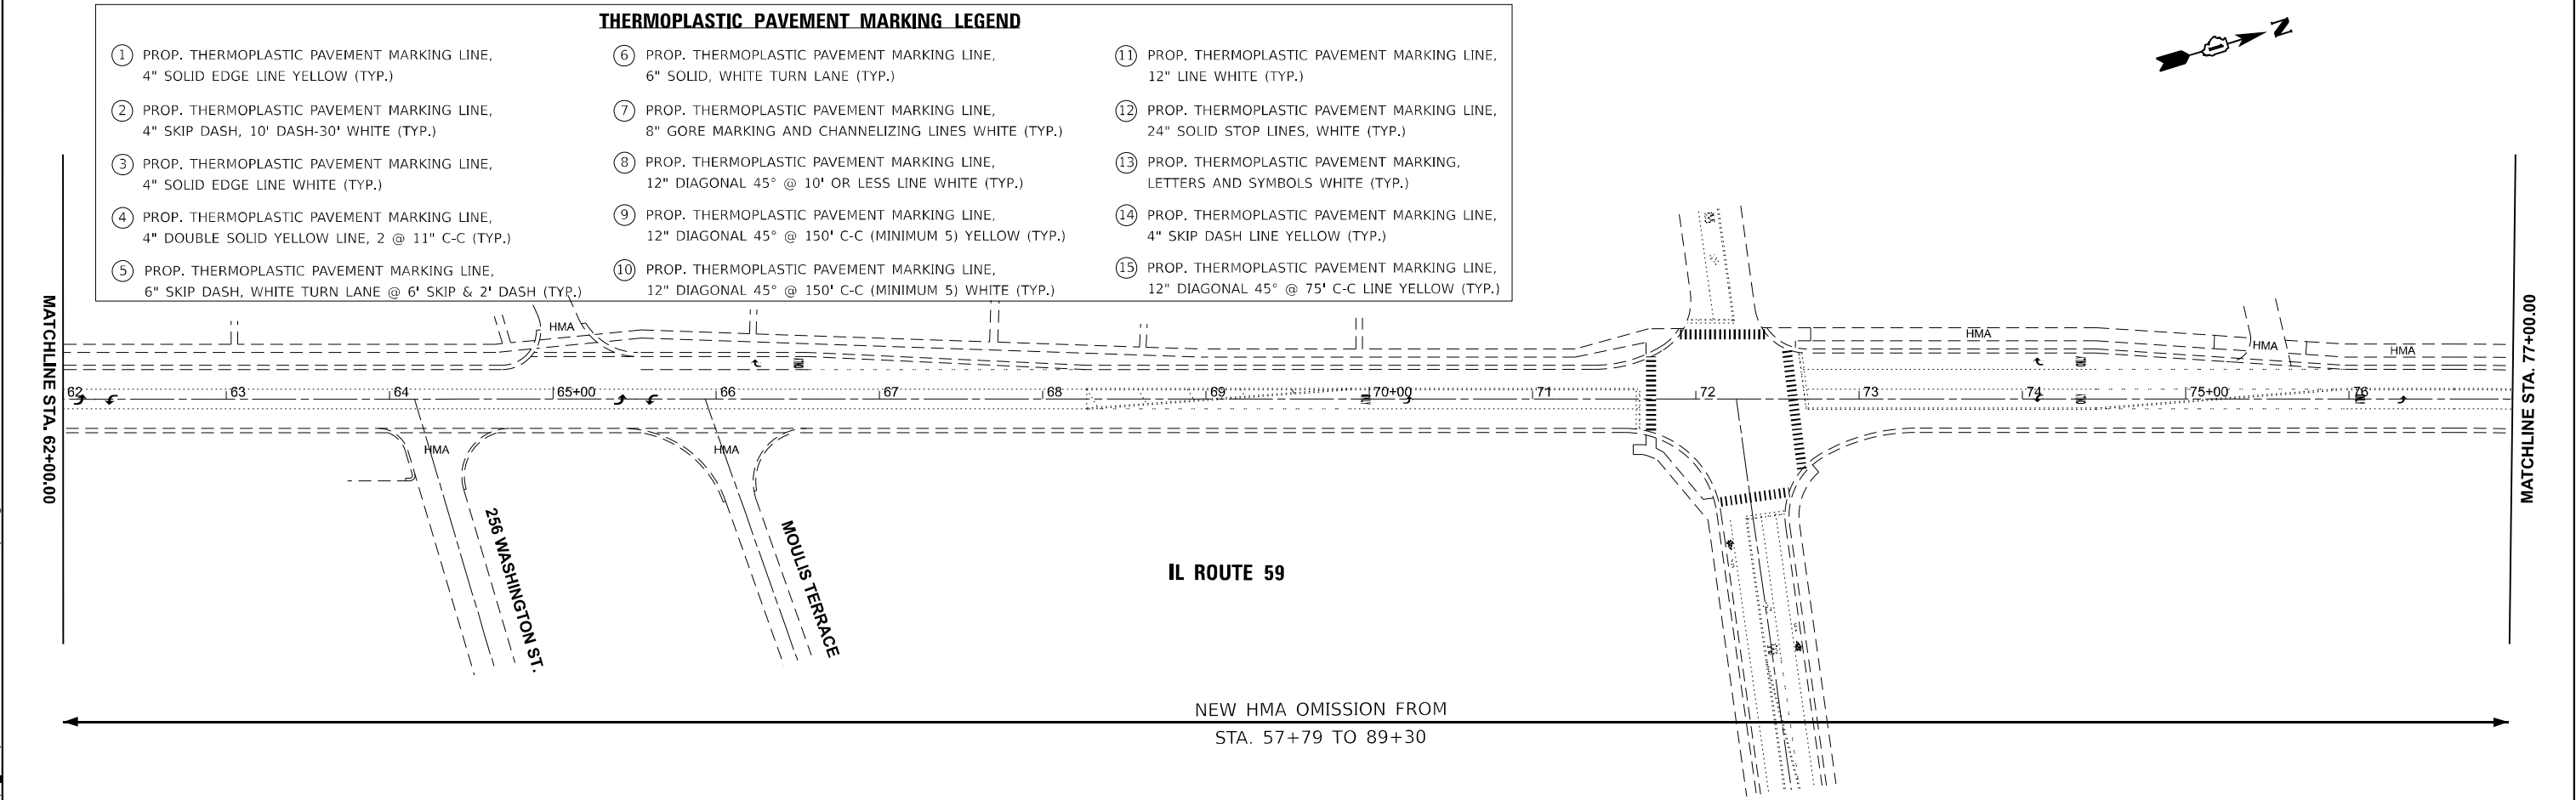 THERMOPLASTIC PAVEMENT MARKING LEGEND
1 PROP. THERMOPLASTIC PAVEMENT MARKING LINE,
4" SOLID EDGE LINE YELLOW (TYP.)
2 PROP. THERMOPLASTIC PAVEMENT MARKING LINE,
4" SKIP DASH, 10' DASH-30' WHITE (TYP.)
3 PROP. THERMOPLASTIC PAVEMENT MARKING LINE,
4" SOLID EDGE LINE WHITE (TYP.)
4 PROP. THERMOPLASTIC PAVEMENT MARKING LINE,
4" DOUBLE SOLID YELLOW LINE, 2 @ 11" C-C (TYP.)
5 PROP. THERMOPLASTIC PAVEMENT MARKING LINE,
6" SKIP DASH, WHITE TURN LANE @ 6' SKIP & 2' DASH (TYP.)
6 PROP. THERMOPLASTIC PAVEMENT MARKING LINE,
6" SOLID, WHITE TURN LANE (TYP.)
7 PROP. THERMOPLASTIC PAVEMENT MARKING LINE,
8" GORE MARKING AND CHANNELIZING LINES WHITE (TYP.)
8 PROP. THERMOPLASTIC PAVEMENT MARKING LINE,
12" DIAGONAL 45° @ 10' OR LESS LINE WHITE (TYP.)
9 PROP. THERMOPLASTIC PAVEMENT MARKING LINE,
12" DIAGONAL 45° @ 150' C-C (MINIMUM 5) YELLOW (TYP.)
10 PROP. THERMOPLASTIC PAVEMENT MARKING LINE,
12" DIAGONAL 45° @ 150' C-C (MINIMUM 5) WHITE (TYP.)
11 PROP. THERMOPLASTIC PAVEMENT MARKING LINE,
12" LINE WHITE (TYP.)
12 PROP. THERMOPLASTIC PAVEMENT MARKING LINE,
24" SOLID STOP LINES, WHITE (TYP.)
13 PROP. THERMOPLASTIC PAVEMENT MARKING,
LETTERS AND SYMBOLS WHITE (TYP.)
14 PROP. THERMOPLASTIC PAVEMENT MARKING LINE,
4" SKIP DASH LINE YELLOW (TYP.)
15 PROP. THERMOPLASTIC PAVEMENT MARKING LINE,
12" DIAGONAL 45° @ 75' C-C LINE YELLOW (TYP.)
N
MATCHLINE STA. 62+00.00
MATCHLINE STA. 77+00.00
HMA
HMA
HMA
HMA
62 63 64 65+00 66 67 68 69 70+00 71 72 73 74 75+00 76
HMA
HMA
256 WASHINGTON ST.
MOULIS TERRACE
IL ROUTE 59
NEW HMA OMISSION FROM
STA. 57+79 TO 89+30